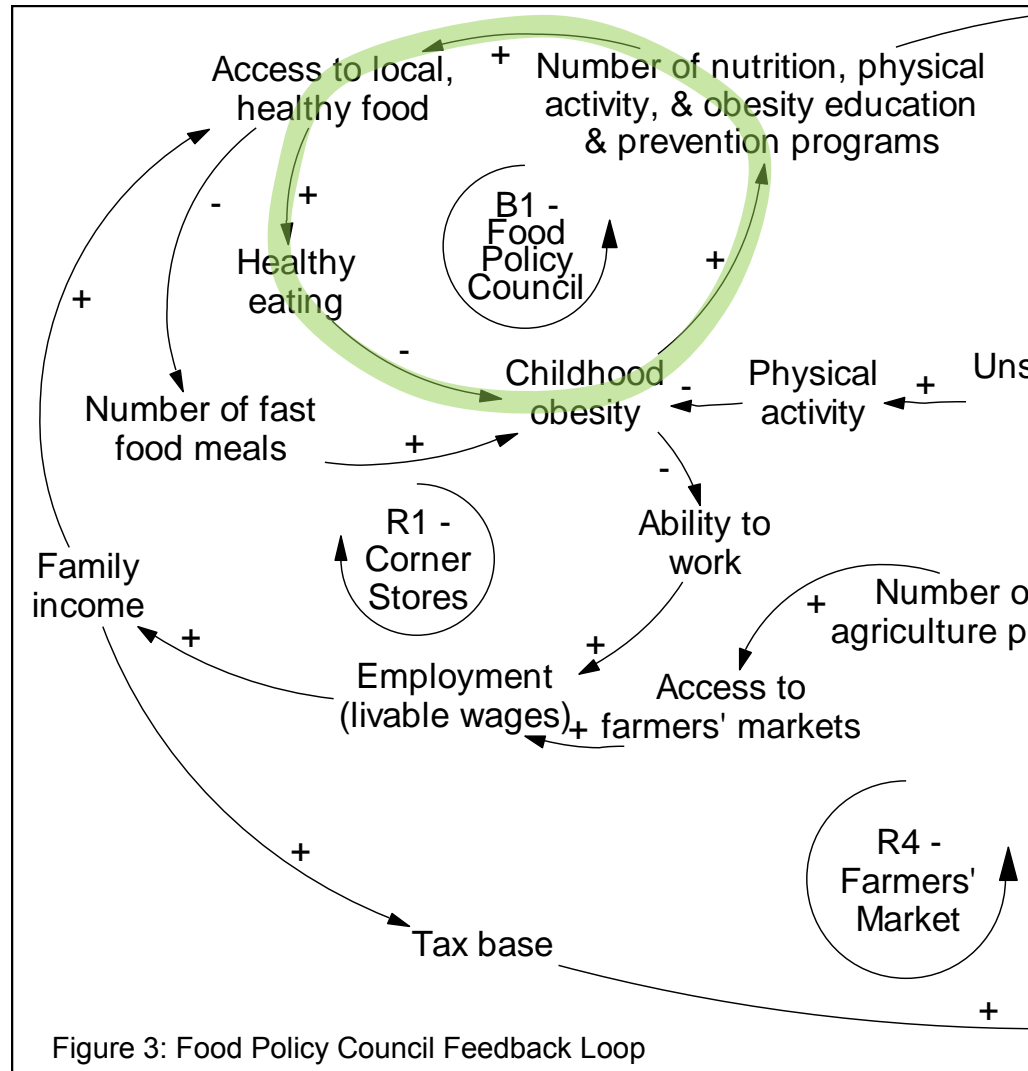 Access to local,
healthy food
+
Number of nutrition, physical
activity, & obesity education
& prevention programs
-
+
B1 -
Food
Policy
Council
+
Healthy
eating
+
-
Childhood
obesity
-
Physical
activity
+
Uns
Number of fast
food meals
+
-
R1 -
Corner
Stores
Ability to
work
Family
income
+
+
Employment
(livable wages)
+
Number o
agriculture p
+
Access to
farmers' markets
+
R4 -
Farmers'
Market
Tax base
+
Figure 3: Food Policy Council Feedback Loop